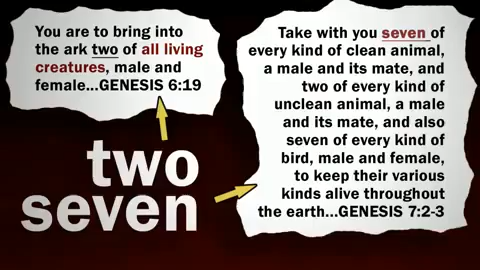 You are to bring into
the ark two of all living
creatures, male and
female...GENESIS 6:19
Take with you seven of
every kind of clean animal,
a male and its mate, and
two of every kind of
unclean animal, a male
and its mate, and also
seven of every kind of
bird, male and female,
to keep their various
kinds alive throughout
the earth...GENESIS 7:2-3
two
seven